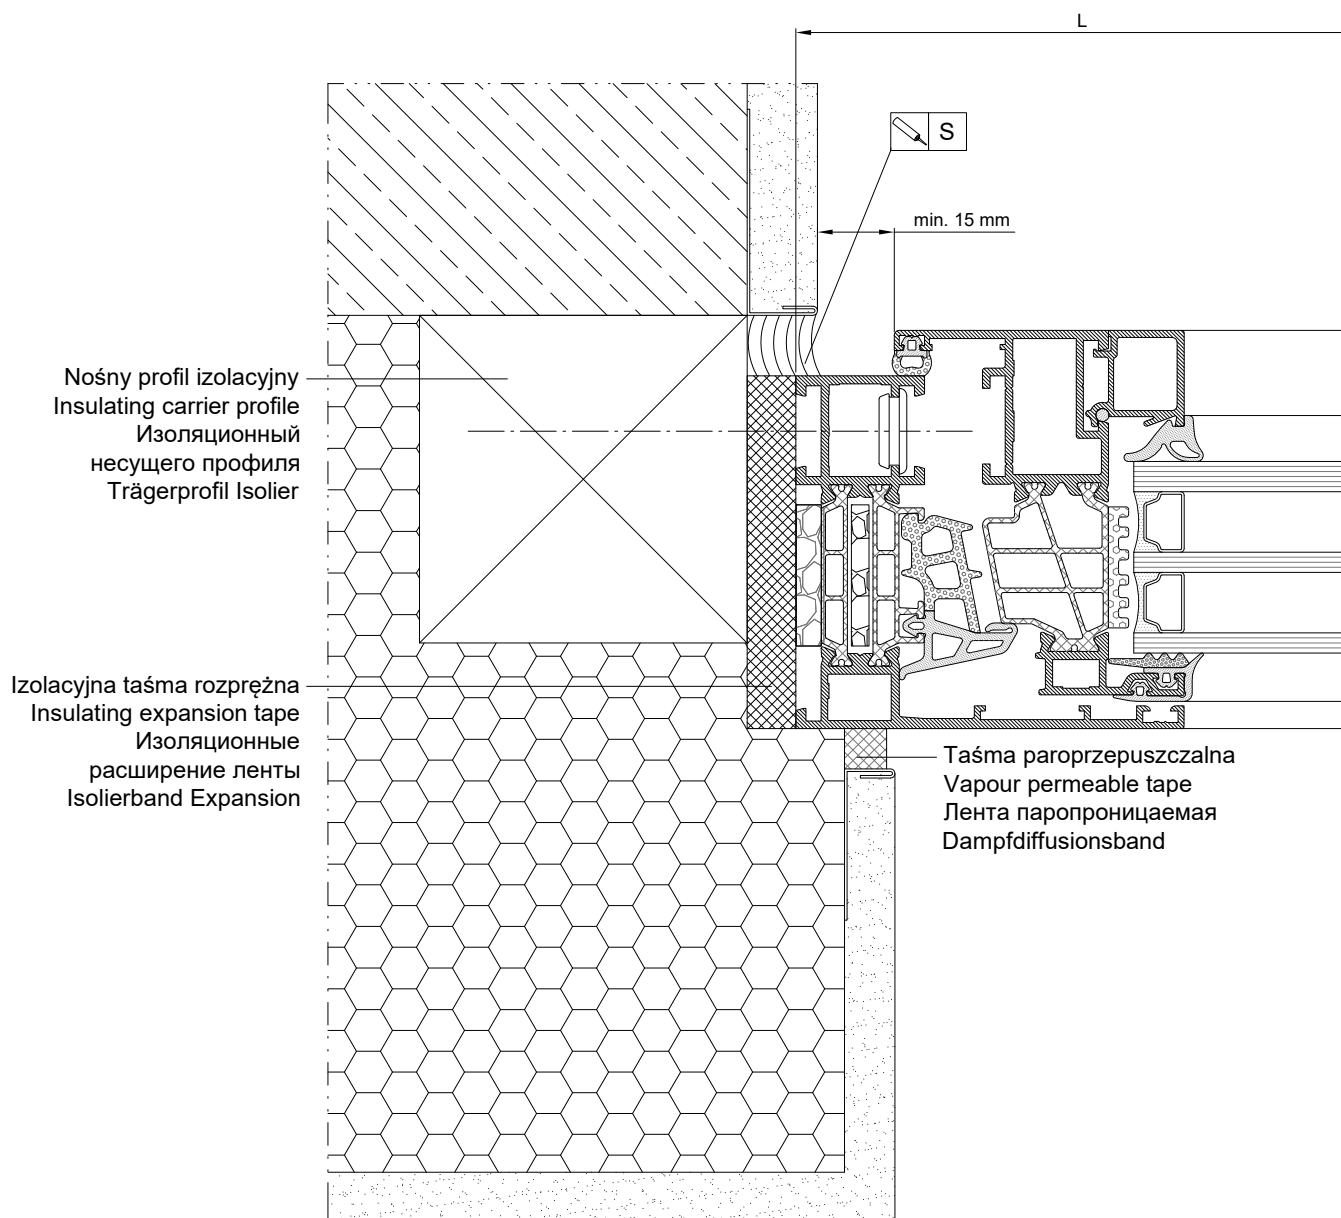 L
S
min. 15 mm
Nośny profil izolacyjny
Insulating carrier profile
Изоляционный
несущего профиля
Trägerprofil Isolier
Izolacyjna taśma rozprężna
Insulating expansion tape
Изоляционные
расширение ленты
Isolierband Expansion
Taśma paroprzepuszczalna
Vapour permeable tape
Лента паропроницаемая
Dampfdiffusionsband